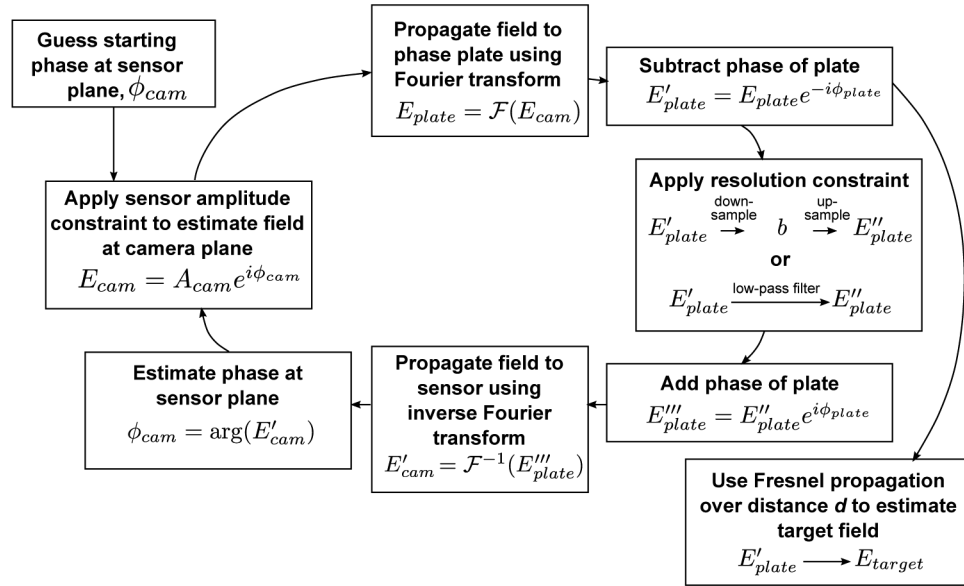 Guess starting
phase at sensor
plane, ϕ_cam
Propagate field to
phase plate using
Fourier transform
E_plate = ℱ(E_cam)
Subtract phase of plate
E′_plate = E_plate e^{−iϕ_plate}
Apply sensor amplitude
constraint to estimate field
at camera plane
E_cam = A_cam e^{iϕ_cam}
Apply resolution constraint
down-
sample
up-
sample
E′_plate → b → E″_plate
or
low-pass filter
E′_plate → E″_plate
Estimate phase at
sensor plane
ϕ_cam = arg(E′_cam)
Propagate field to
sensor using
inverse Fourier
transform
E′_cam = ℱ^{−1}(E‴_plate)
Add phase of plate
E‴_plate = E″_plate e^{iϕ_plate}
Use Fresnel propagation
over distance d to estimate
target field
E′_plate → E_target